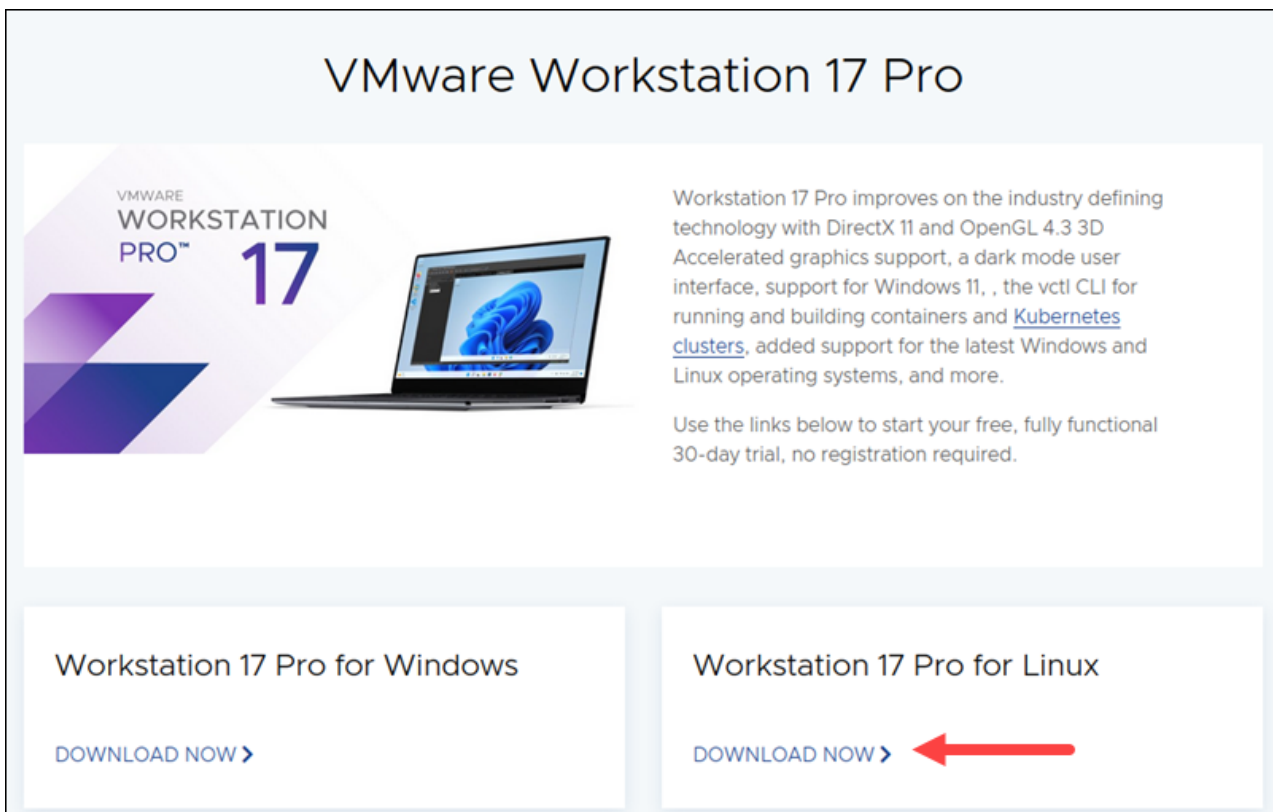 VMware Workstation 17 Pro
VMWARE
WORKSTATION
PRO™ 17
Workstation 17 Pro improves on the industry defining
technology with DirectX 11 and OpenGL 4.3 3D
Accelerated graphics support, a dark mode user
interface, support for Windows 11, , the vctl CLI for
running and building containers and Kubernetes
clusters, added support for the latest Windows and
Linux operating systems, and more.
Use the links below to start your free, fully functional
30-day trial, no registration required.
Workstation 17 Pro for Windows
DOWNLOAD NOW >
Workstation 17 Pro for Linux
DOWNLOAD NOW >